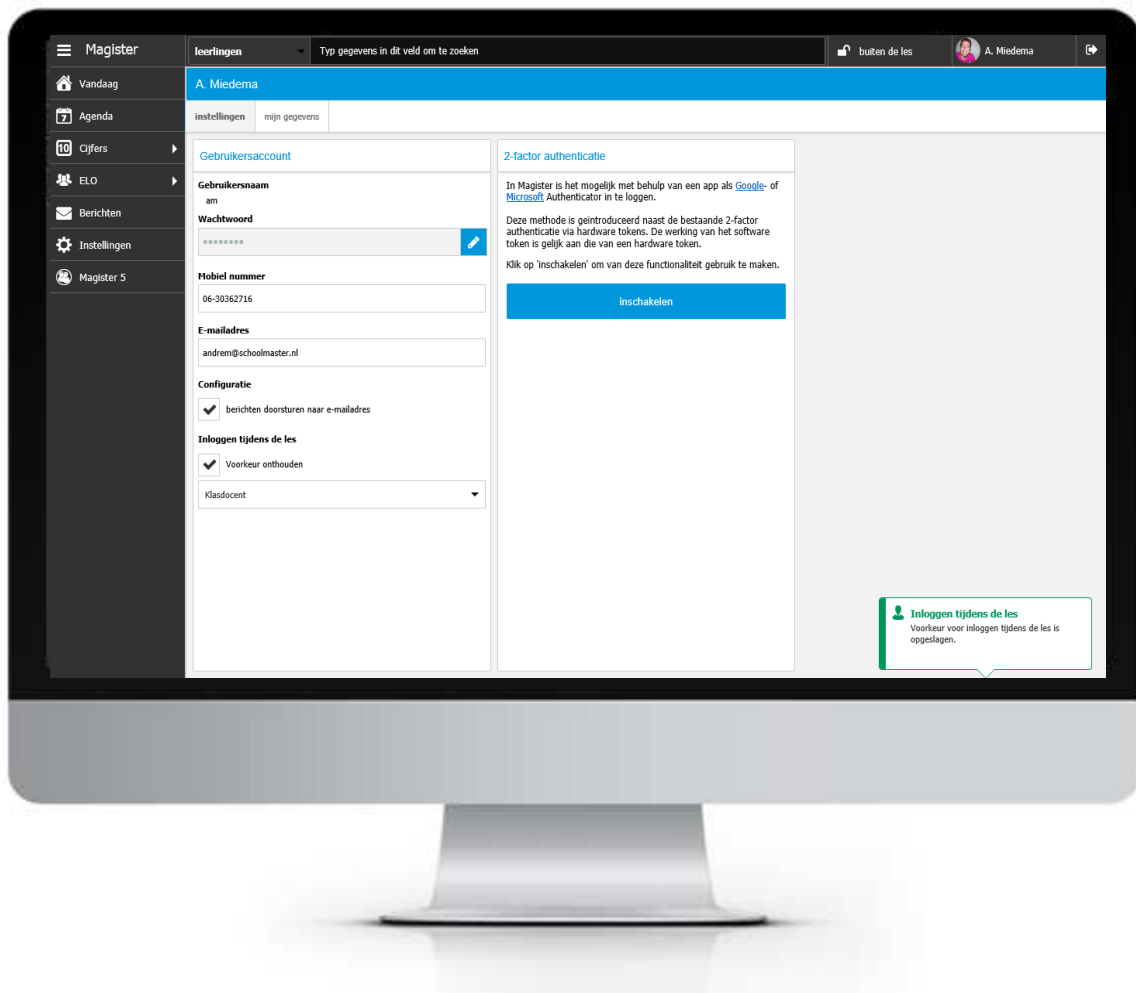 Magister
leerlingen
Typ gegevens in dit veld om te zoeken
buiten de les
A. Miedema
Vandaag
7 Agenda
10 Cijfers
ELO
Berichten
Instellingen
Magister 5
A. Miedema
instellingen mijn gegevens
Gebruikersaccount
Gebruikersnaam
am
Wachtwoord
Mobiel nummer
06-30362716
E-mailadres
andrem@schoolmaster.nl
Configuratie
berichten doorsturen naar e-mailadres
Inloggen tijdens de les
Voorkeur onthouden
Klasdocent
2-factor authenticatie
In Magister is het mogelijk met behulp van een app als Google- of
Microsoft Authenticator in te loggen.
Deze methode is geïntroduceerd naast de bestaande 2-factor
authenticatie via hardware tokens. De werking van het software
token is gelijk aan die van een hardware token.
Klik op 'inschakelen' om van deze functionaliteit gebruik te maken.
inschakelen
Inloggen tijdens de les
Voorkeur voor inloggen tijdens de les is
opgeslagen.